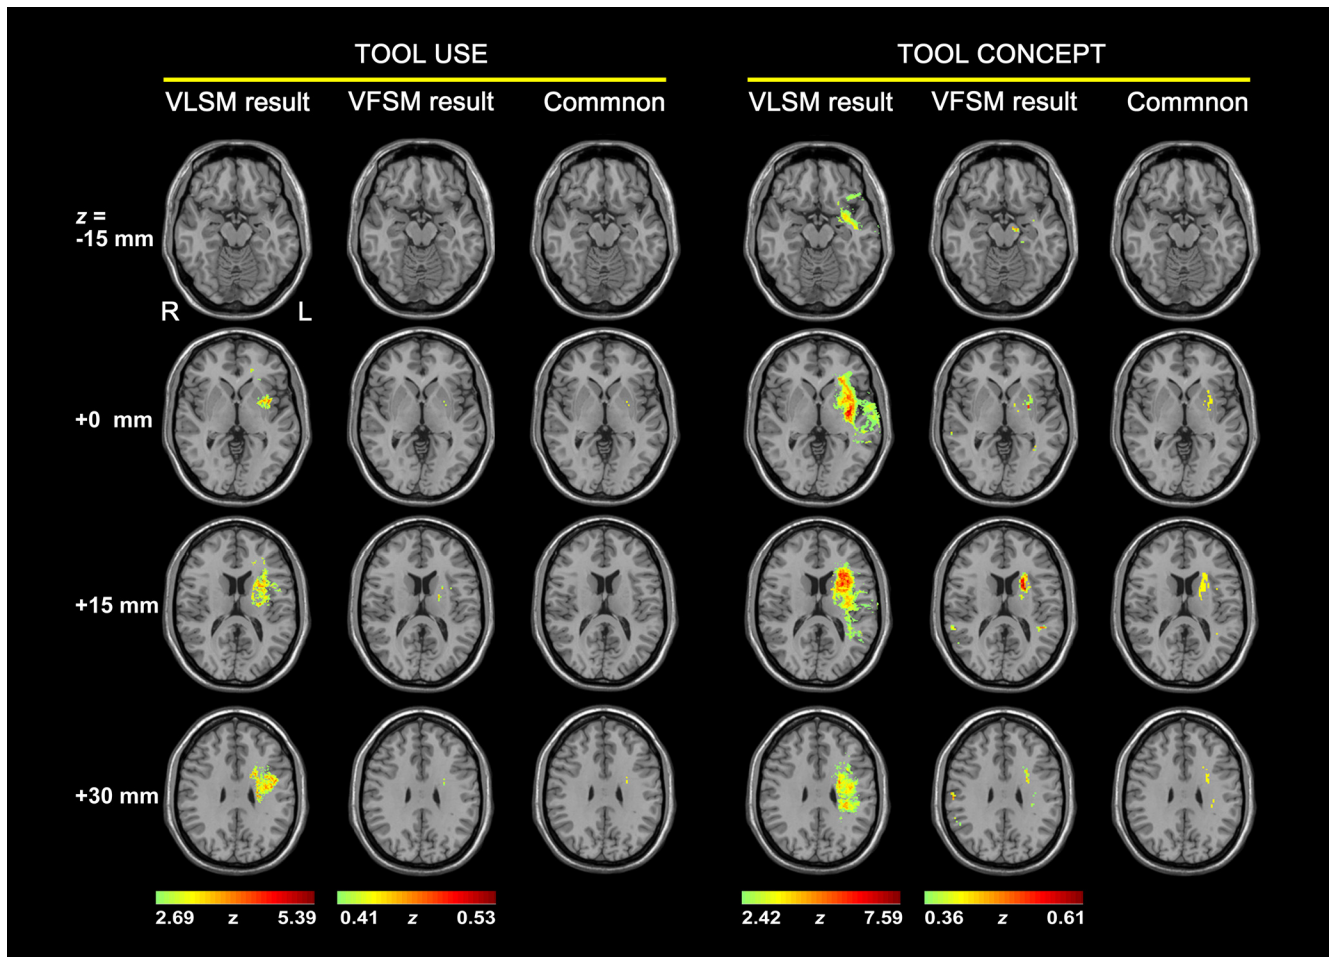 TOOL USE
TOOL CONCEPT
VLSM result
VFSM result
Commnon
VLSM result
VFSM result
Commnon
z =
-15 mm
R
L
+0 mm
+15 mm
+30 mm
2.69 z 5.39
0.41 z 0.53
2.42 z 7.59
0.36 z 0.61